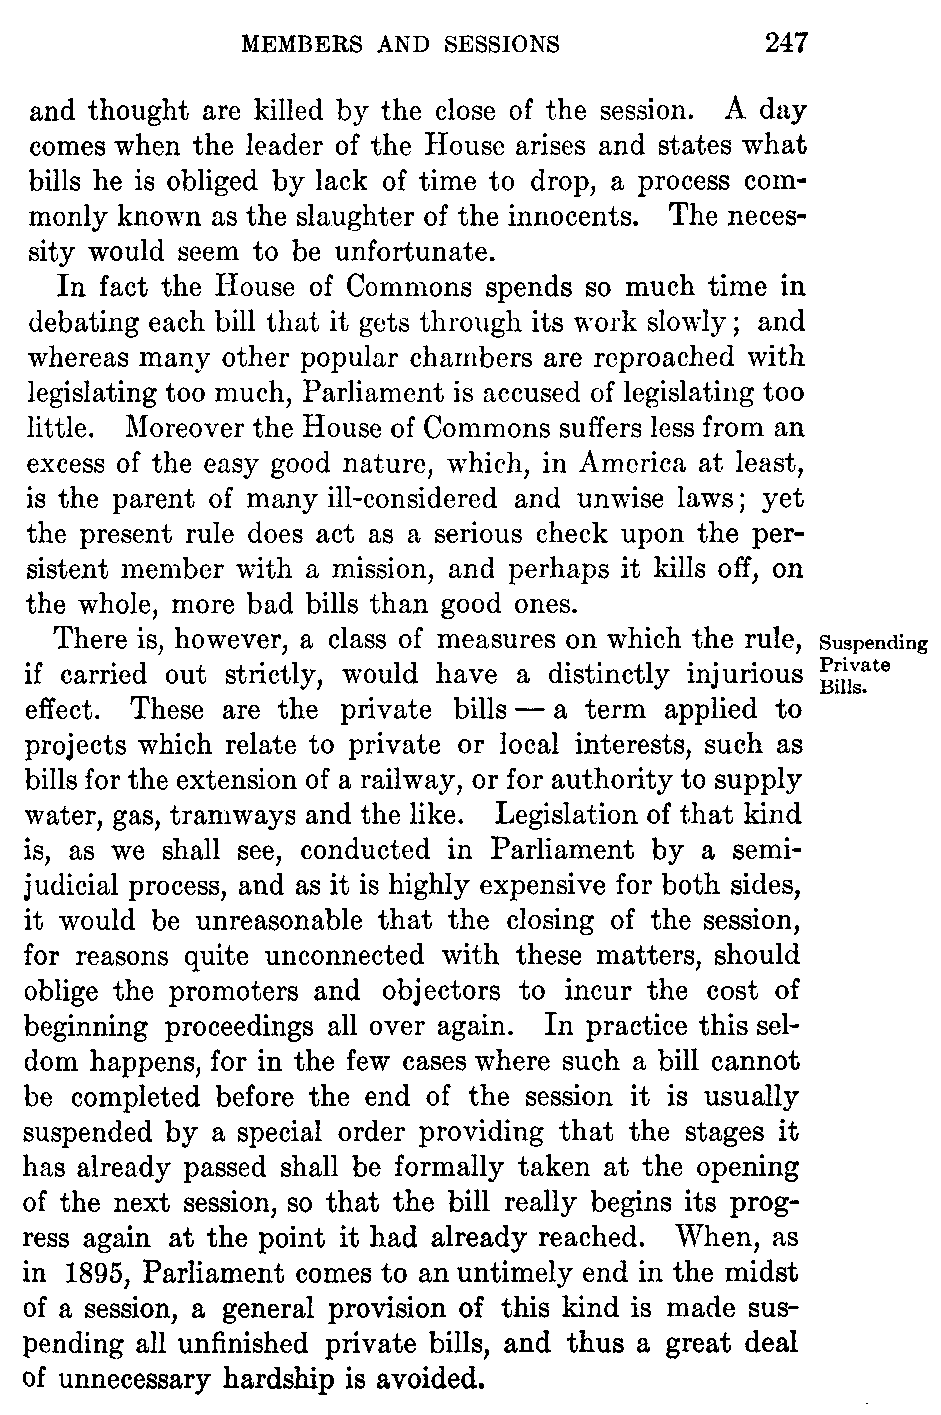 MEMBERS AND SESSIONS 247
and thought are killed by the close of the session. A day
comes when the leader of the House arises and states what
bills he is obliged by lack of time to drop, a process com-
monly known as the slaughter of the innocents. The neces-
sity would seem to be unfortunate.
In fact the House of Commons spends so much time in
debating each bill that it gets through its work slowly; and
whereas many other popular chambers are reproached with
legislating too much, Parliament is accused of legislating too
little. Moreover the House of Commons suffers less from an
excess of the easy good nature, which, in America at least,
is the parent of many ill-considered and unwise laws; yet
the present rule does act as a serious check upon the per-
sistent member with a mission, and perhaps it kills off, on
the whole, more bad bills than good ones.
There is, however, a class of measures on which the rule,
if carried out strictly, would have a distinctly injurious
effect. These are the private bills — a term applied to
projects which relate to private or local interests, such as
bills for the extension of a railway, or for authority to supply
water, gas, tramways and the like. Legislation of that kind
is, as we shall see, conducted in Parliament by a semi-
judicial process, and as it is highly expensive for both sides,
it would be unreasonable that the closing of the session,
for reasons quite unconnected with these matters, should
oblige the promoters and objectors to incur the cost of
beginning proceedings all over again. In practice this sel-
dom happens, for in the few cases where such a bill cannot
be completed before the end of the session it is usually
suspended by a special order providing that the stages it
has already passed shall be formally taken at the opening
of the next session, so that the bill really begins its prog-
ress again at the point it had already reached. When, as
in 1895, Parliament comes to an untimely end in the midst
of a session, a general provision of this kind is made sus-
pending all unfinished private bills, and thus a great deal
of unnecessary hardship is avoided.
Suspending
Private
Bills.